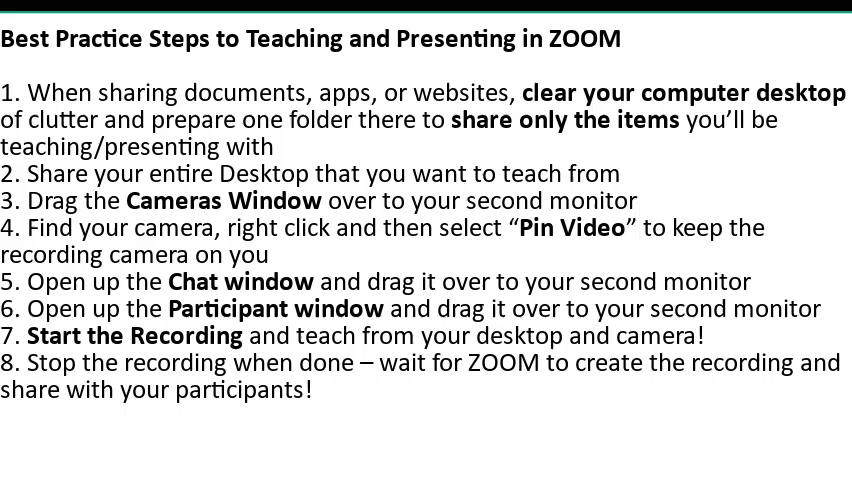 Best Practice Steps to Teaching and Presenting in ZOOM
1. When sharing documents, apps, or websites, clear your computer desktop
of clutter and prepare one folder there to share only the items you’ll be
teaching/presenting with
2. Share your entire Desktop that you want to teach from
3. Drag the Cameras Window over to your second monitor
4. Find your camera, right click and then select “Pin Video” to keep the
recording camera on you
5. Open up the Chat window and drag it over to your second monitor
6. Open up the Participant window and drag it over to your second monitor
7. Start the Recording and teach from your desktop and camera!
8. Stop the recording when done – wait for ZOOM to create the recording and
share with your participants!